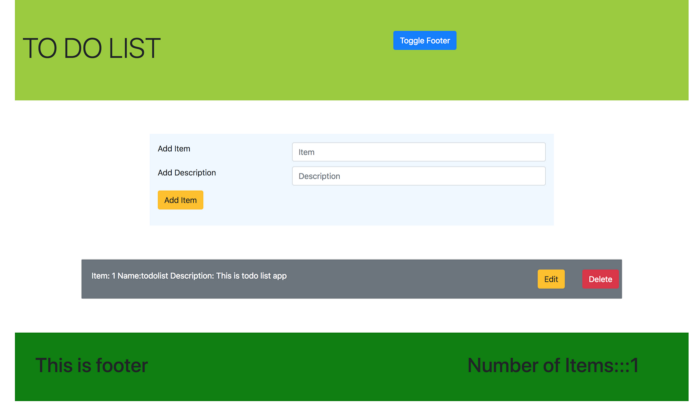 TO DO LIST
Toggle Footer
Add Item
Item
Add Description
Description
Add Item
Item: 1 Name:todolist Description: This is todo list app
Edit
Delete
This is footer
Number of Items:::1